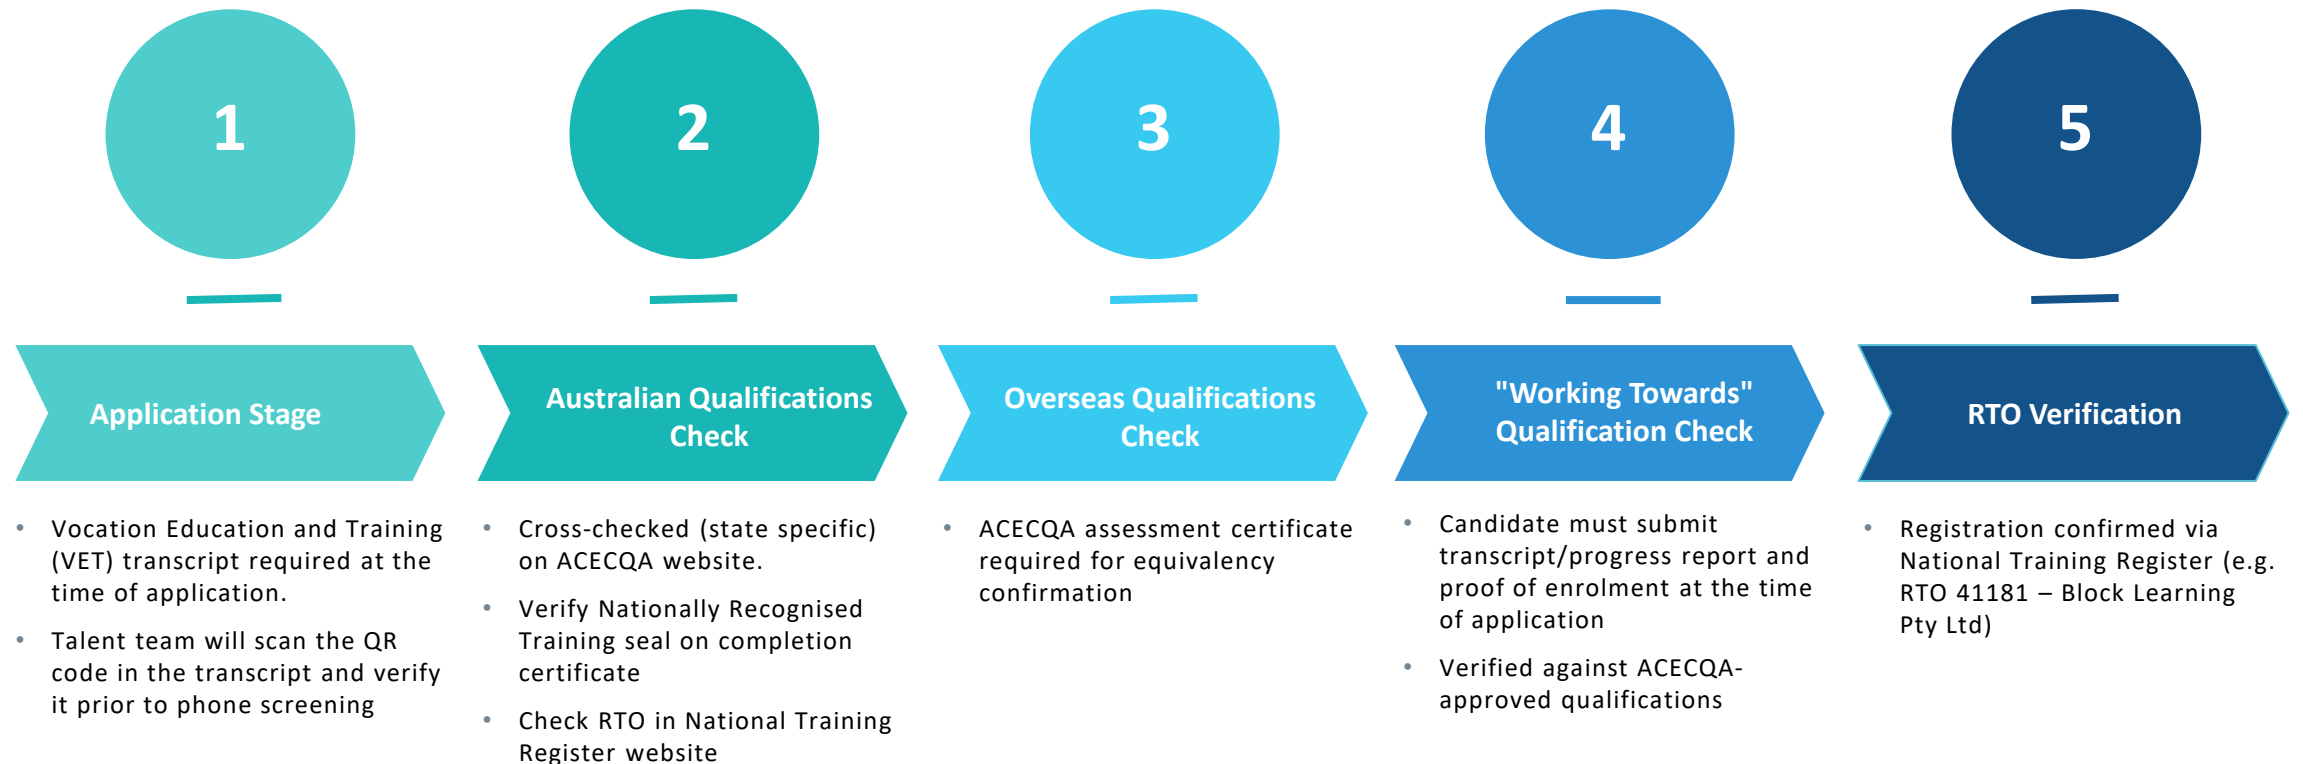 1
2
3
4
5
Application Stage
Australian Qualifications
Check
Overseas Qualifications
Check
"Working Towards"
Qualification Check
RTO Verification
• Vocation Education and Training
(VET) transcript required at the
time of application.
• Talent team will scan the QR
code in the transcript and verify
it prior to phone screening
• Cross-checked (state specific)
on ACECQA website.
• Verify Nationally Recognised
Training seal on completion
certificate
• Check RTO in National Training
Register website
• ACECQA assessment certificate
required for equivalency
confirmation
• Candidate must submit
transcript/progress report and
proof of enrolment at the time
of application
• Verified against ACECQA-
approved qualifications
• Registration confirmed via
National Training Register (e.g.
RTO 41181 – Block Learning
Pty Ltd)